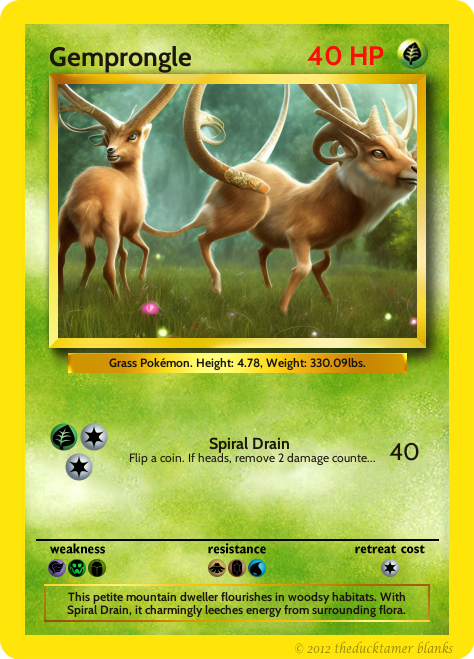 Gemprongle
40 HP
Grass Pokémon. Height: 4.78, Weight: 330.09lbs.
Spiral Drain
Flip a coin. If heads, remove 2 damage counte...
40
weakness
resistance
retreat cost
This petite mountain dweller flourishes in woodsy habitats. With
Spiral Drain, it charmingly leeches energy from surrounding flora.
© 2012 theducktamer blanks